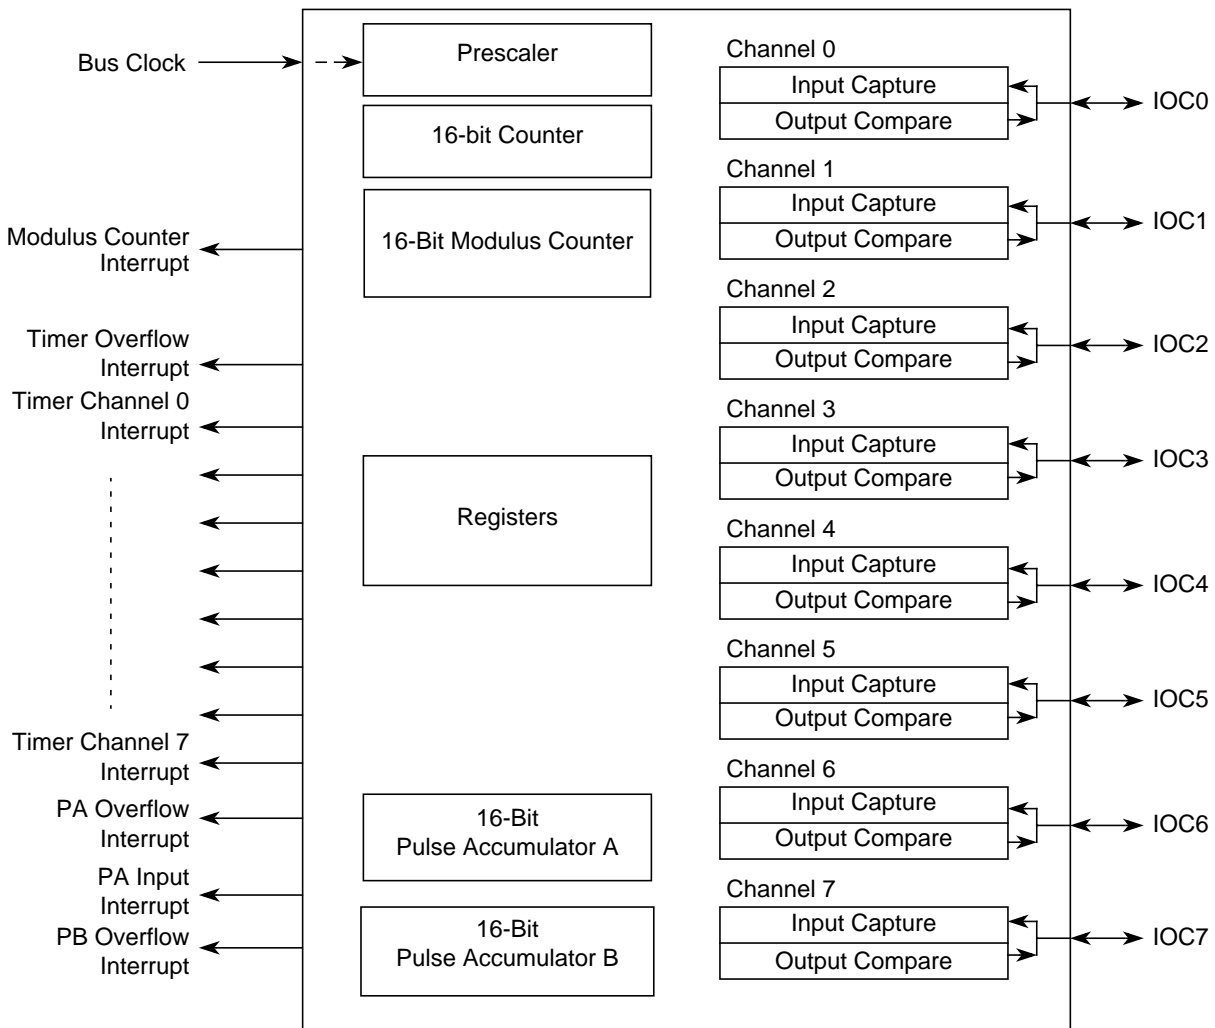 Bus Clock
Modulus Counter
Interrupt
Timer Overflow
Interrupt
Timer Channel 0
Interrupt
Timer Channel 7
Interrupt
PA Overflow
Interrupt
PA Input
Interrupt
PB Overflow
Interrupt
Prescaler
16-bit Counter
16-Bit Modulus Counter
Registers
16-Bit
Pulse Accumulator A
16-Bit
Pulse Accumulator B
Channel 0
Input Capture
Output Compare
IOC0
Channel 1
Input Capture
Output Compare
IOC1
Channel 2
Input Capture
Output Compare
IOC2
Channel 3
Input Capture
Output Compare
IOC3
Channel 4
Input Capture
Output Compare
IOC4
Channel 5
Input Capture
Output Compare
IOC5
Channel 6
Input Capture
Output Compare
IOC6
Channel 7
Input Capture
Output Compare
IOC7